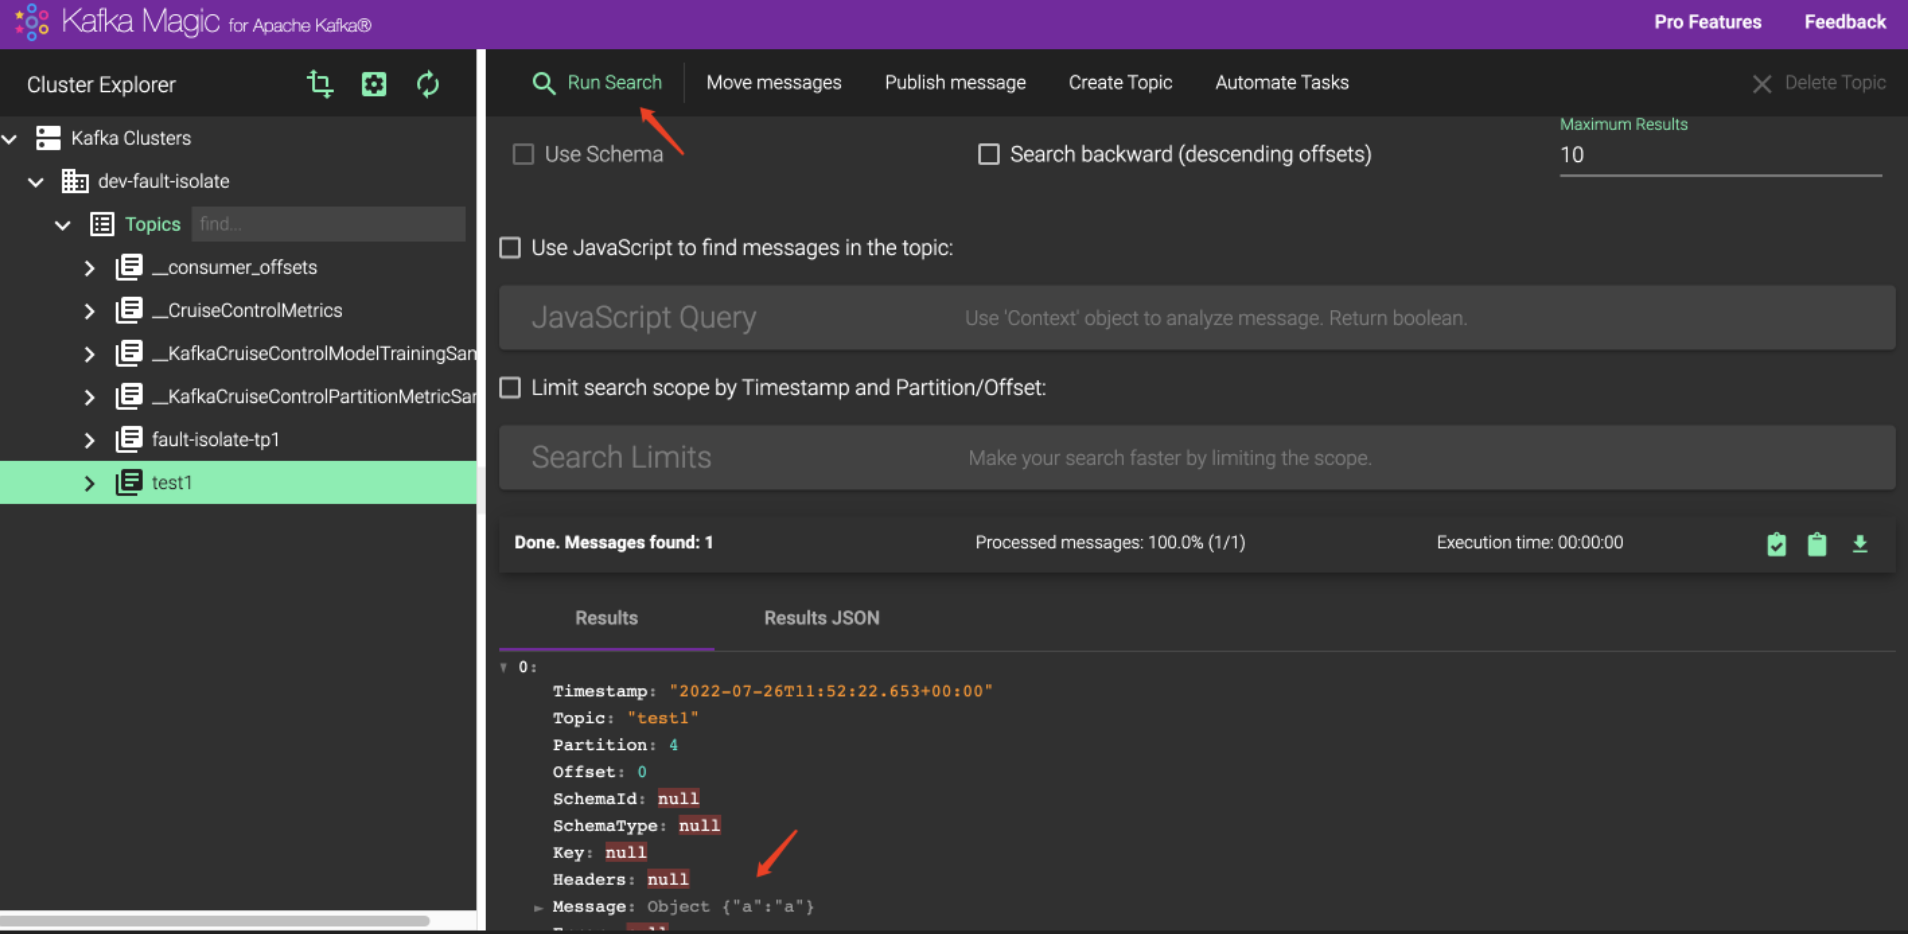 Kafka Magic for Apache Kafka®
Pro Features
Feedback
Cluster Explorer
Run Search
Move messages
Publish message
Create Topic
Automate Tasks
Delete Topic
Kafka Clusters
dev-fault-isolate
Topics
find...
__consumer_offsets
__CruiseControlMetrics
__KafkaCruiseControlModelTrainingSam
__KafkaCruiseControlPartitionMetricSam
fault-isolate-tp1
test1
Use Schema
Search backward (descending offsets)
Maximum Results
10
Use JavaScript to find messages in the topic:
JavaScript Query
Use 'Context' object to analyze message. Return boolean.
Limit search scope by Timestamp and Partition/Offset:
Search Limits
Make your search faster by limiting the scope.
Done. Messages found: 1
Processed messages: 100.0% (1/1)
Execution time: 00:00:00
Results
Results JSON
0:
Timestamp: "2022-07-26T11:52:22.653+00:00"
Topic: "test1"
Partition: 4
Offset: 0
SchemaId: null
SchemaType: null
Key: null
Headers: null
Message: Object {"a":"a"}